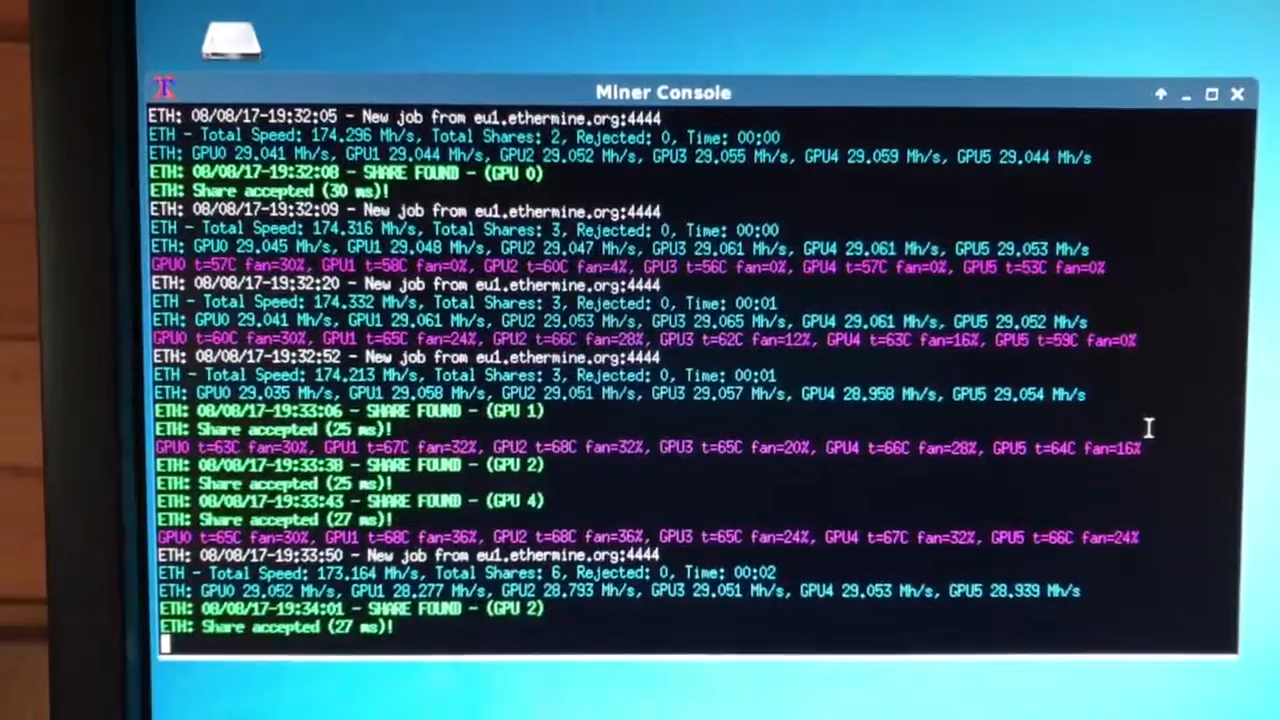 Miner Console
ETH: 08/08/17-19:32:05 - New job from eu1.ethermine.org:4444
ETH - Total Speed: 174.296 Mh/s, Total Shares: 2, Rejected: 0, Time: 00:00
ETH: GPU0 29.041 Mh/s, GPU1 29.044 Mh/s, GPU2 29.052 Mh/s, GPU3 29.055 Mh/s, GPU4 29.059 Mh/s, GPU5 29.044 Mh/s
ETH: 08/08/17-19:32:08 - SHARE FOUND - (GPU 0)
ETH: Share accepted (30 ms)!
ETH: 08/08/17-19:32:09 - New job from eu1.ethermine.org:4444
ETH - Total Speed: 174.316 Mh/s, Total Shares: 3, Rejected: 0, Time: 00:00
ETH: GPU0 29.045 Mh/s, GPU1 29.048 Mh/s, GPU2 29.047 Mh/s, GPU3 29.061 Mh/s, GPU4 29.061 Mh/s, GPU5 29.053 Mh/s
GPU0 t=57C fan=30%, GPU1 t=58C fan=0%, GPU2 t=60C fan=4%, GPU3 t=56C fan=0%, GPU4 t=57C fan=0%, GPU5 t=53C fan=0%
ETH: 08/08/17-19:32:20 - New job from eu1.ethermine.org:4444
ETH - Total Speed: 174.332 Mh/s, Total Shares: 3, Rejected: 0, Time: 00:01
ETH: GPU0 29.041 Mh/s, GPU1 29.061 Mh/s, GPU2 29.053 Mh/s, GPU3 29.065 Mh/s, GPU4 29.061 Mh/s, GPU5 29.052 Mh/s
GPU0 t=60C fan=30%, GPU1 t=65C fan=24%, GPU2 t=66C fan=28%, GPU3 t=62C fan=12%, GPU4 t=63C fan=16%, GPU5 t=59C fan=0%
ETH: 08/08/17-19:32:52 - New job from eu1.ethermine.org:4444
ETH - Total Speed: 174.213 Mh/s, Total Shares: 3, Rejected: 0, Time: 00:01
ETH: GPU0 29.035 Mh/s, GPU1 29.058 Mh/s, GPU2 29.051 Mh/s, GPU3 29.057 Mh/s, GPU4 28.958 Mh/s, GPU5 29.054 Mh/s
ETH: 08/08/17-19:33:06 - SHARE FOUND - (GPU 1)
ETH: Share accepted (25 ms)!
GPU0 t=63C fan=30%, GPU1 t=67C fan=32%, GPU2 t=68C fan=32%, GPU3 t=65C fan=20%, GPU4 t=66C fan=28%, GPU5 t=64C fan=16%
ETH: 08/08/17-19:33:38 - SHARE FOUND - (GPU 2)
ETH: Share accepted (25 ms)!
ETH: 08/08/17-19:33:43 - SHARE FOUND - (GPU 4)
ETH: Share accepted (27 ms)!
GPU0 t=65C fan=30%, GPU1 t=68C fan=36%, GPU2 t=68C fan=36%, GPU3 t=65C fan=24%, GPU4 t=67C fan=32%, GPU5 t=66C fan=24%
ETH: 08/08/17-19:33:50 - New job from eu1.ethermine.org:4444
ETH - Total Speed: 173.164 Mh/s, Total Shares: 6, Rejected: 0, Time: 00:02
ETH: GPU0 29.052 Mh/s, GPU1 28.277 Mh/s, GPU2 28.793 Mh/s, GPU3 29.051 Mh/s, GPU4 29.053 Mh/s, GPU5 28.939 Mh/s
ETH: 08/08/17-19:34:01 - SHARE FOUND - (GPU 2)
ETH: Share accepted (27 ms)!